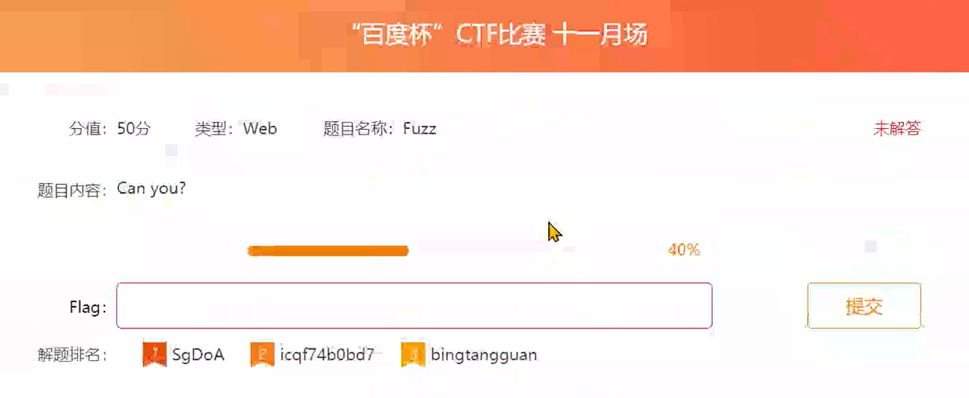 “百度杯”CTF比赛 十一月场
分值：50分 类型：Web 题目名称：Fuzz 未解答
题目内容：Can you?
40%
Flag： 提交
解题排名： 1 SgDoA 2 icqf74b0bd7 3 bingtangguan